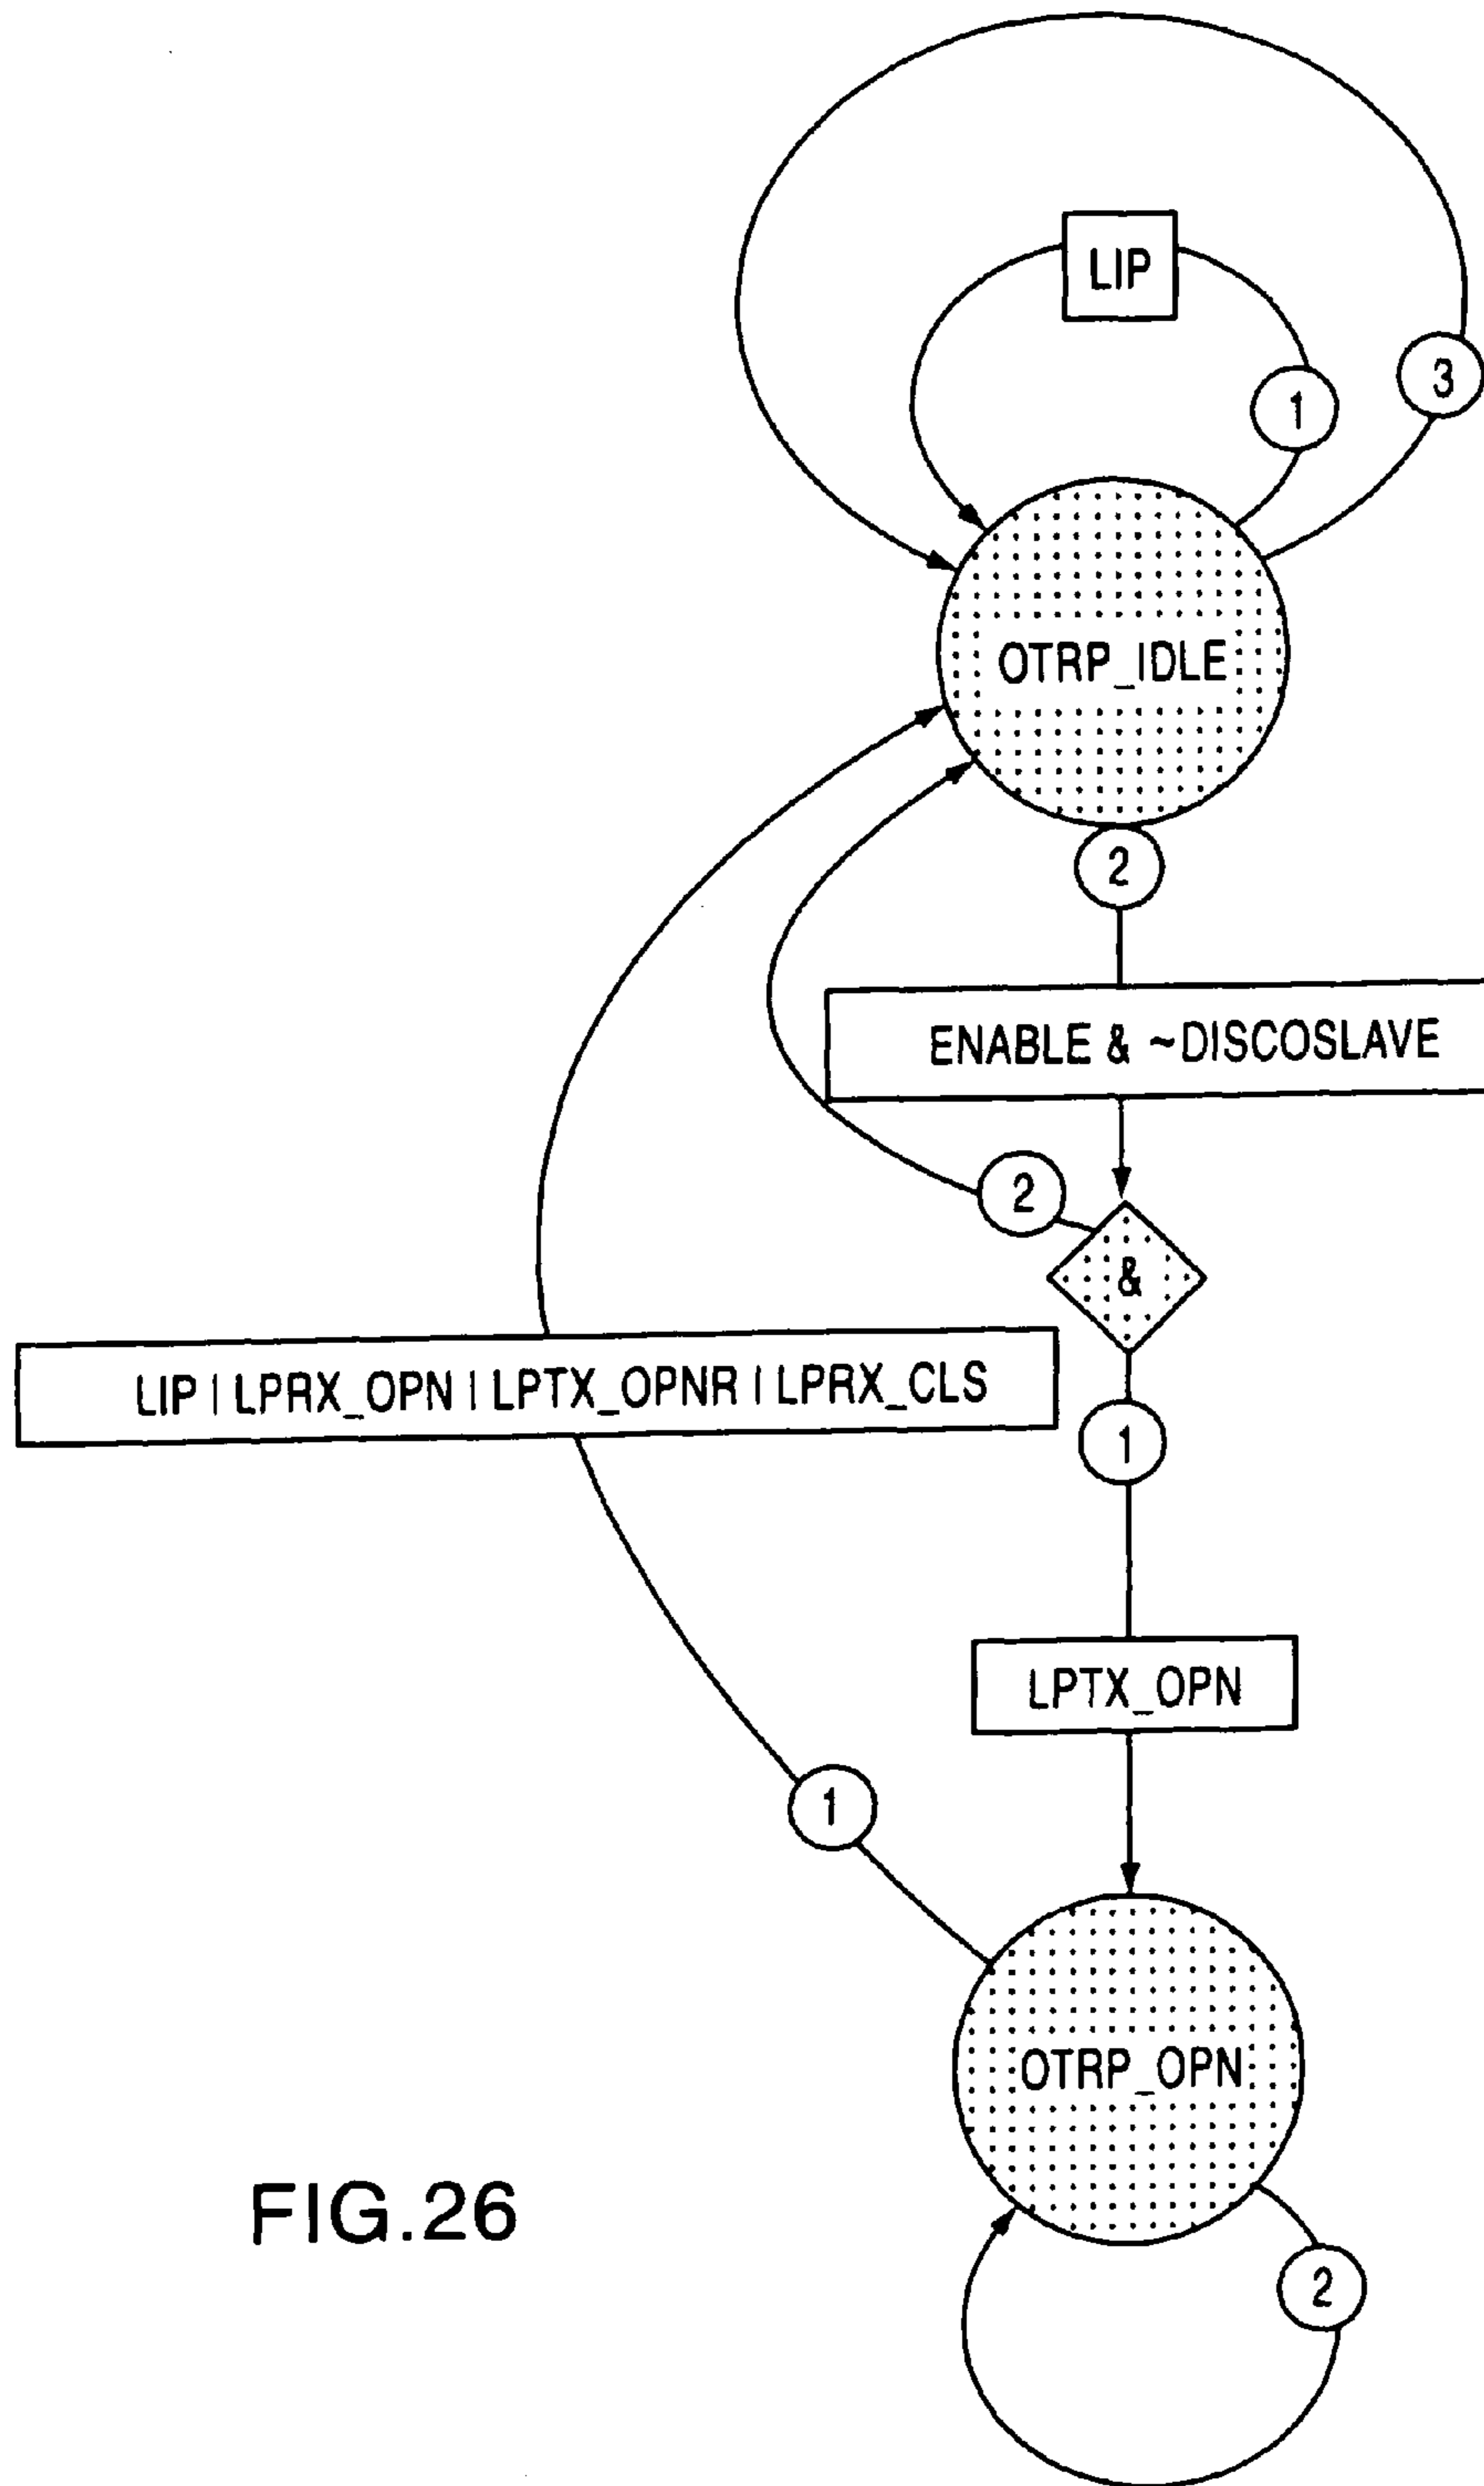 LIP
3
1
OTRP_IDLE
2
ENABLE & ~DISCOSLAVE
2
&
LIP | LPRX_OPN | LPTX_OPNR | LPRX_CLS
1
LPTX_OPN
1
OTRP_OPN
FIG.26
2